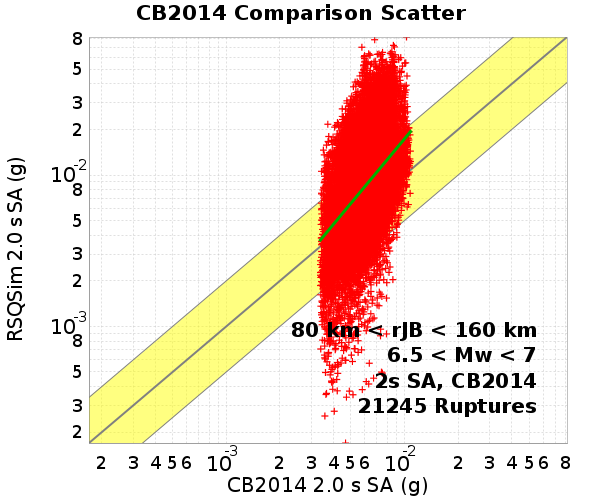 CB2014 Comparison Scatter
RSQSim 2.0 s SA (g)
8
5
3
2
10-2
8
5
3
2
10-3
8
5
3
2
80 km < rJB < 160 km
6.5 < Mw < 7
2s SA, CB2014
21245 Ruptures
2 3 4 5 6 8 10-3 2 3 4 5 6 8 10-2 2 3 4 5 6 8
CB2014 2.0 s SA (g)